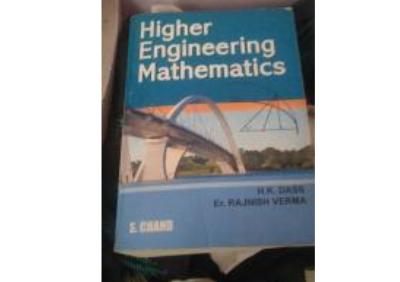 Higher
Engineering
Mathematics
H.K. DASS
Er. RAJNISH VERMA
S. CHAND